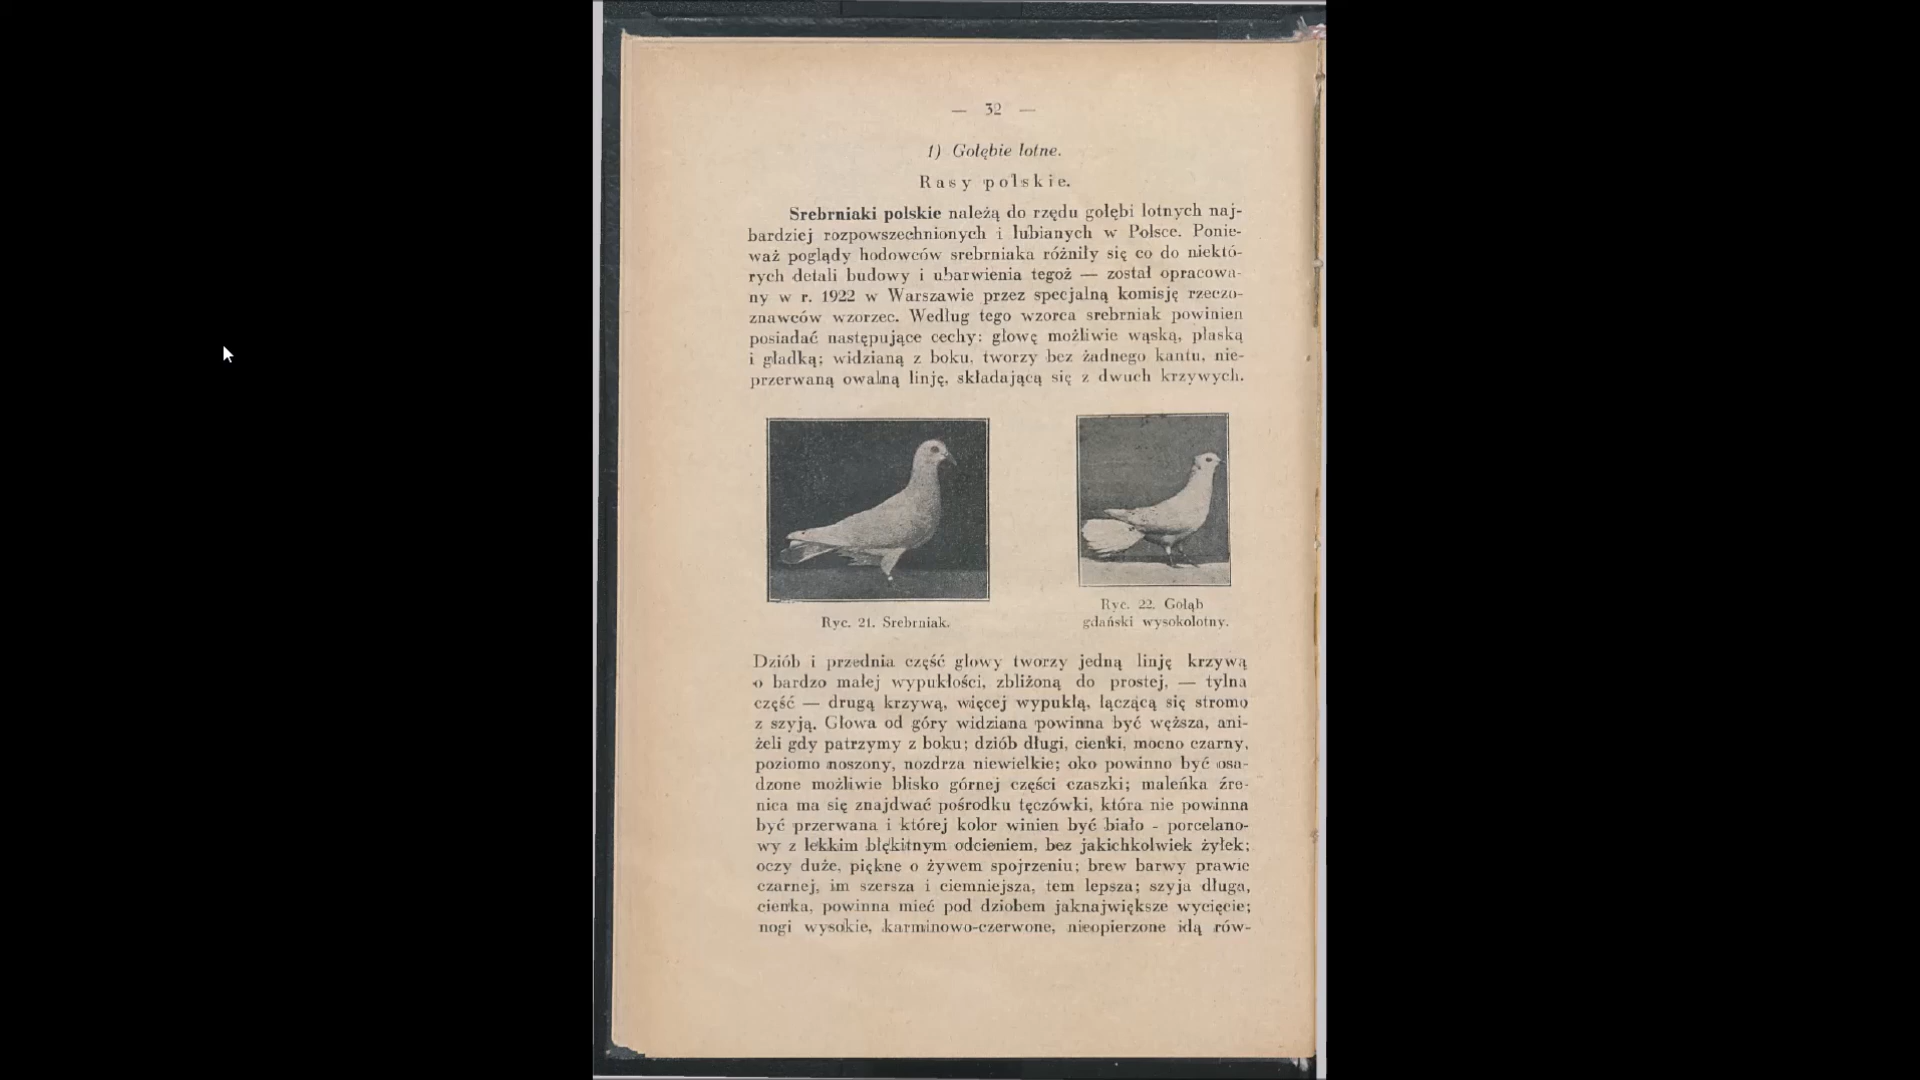 — 32 —
1) Gołębie lotne.
Rasy polskie.
Srebrniaki polskie należą do rzędu gołębi lotnych naj-
bardziej rozpowszechnionych i lubianych w Polsce. Ponie-
waż poglądy hodowców srebrniaka różniły się co do niektó-
rych detali budowy i ubarwienia tegoż — został opracowa-
ny w r. 1922 w Warszawie przez specjalną komisję rzeczo-
znawców wzorzec. Według tego wzorca srebrniak powinien
posiadać następujące cechy: głowę możliwie wąską, płaską
i gładką; widzianą z boku, tworzy bez żadnego kantu, nie-
przerwaną owalną linję, składającą się z dwuch krzywych.
Ryc. 21. Srebrniak.
Ryc. 22. Gołąb
gdański wysokolotny.
Dziób i przednia część głowy tworzy jedną linję krzywą
o bardzo małej wypukłości, zbliżoną do prostej, — tylna
część — drugą krzywą, więcej wypukłą, łączącą się stromo
z szyją. Głowa od góry widziana powinna być węższa, ani-
żeli gdy patrzymy z boku; dziób długi, cienki, mocno czarny,
poziomo noszony, nozdrza niewielkie; oko powinno być osa-
dzone możliwie blisko górnej części czaszki; maleńka źre-
nica ma się znajdwać pośrodku tęczówki, która nie powinna
być przerwana i której kolor winien być biało - porcelano-
wy z lekkim błękitnym odcieniem, bez jakichkolwiek żyłek;
oczy duże, piękne o żywem spojrzeniu; brew barwy prawie
czarnej, im szersza i ciemniejsza, tem lepsza; szyja długa,
cienka, powinna mieć pod dziobem jaknajwiększe wycięcie;
nogi wysokie, karminowo-czerwone, nieopierzone idą rów-